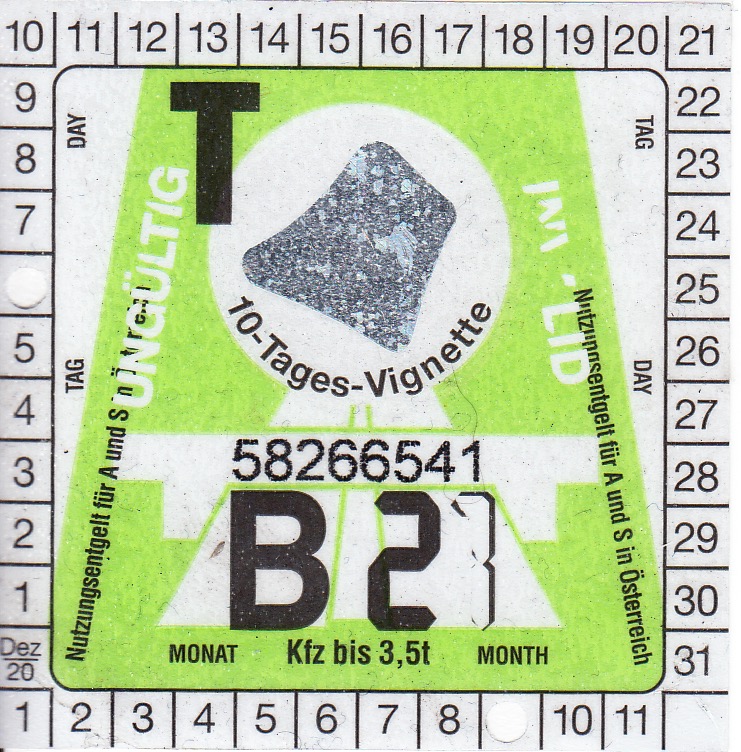 10 11 12 13 14 15 16 17 18 19 20 21
9 22
8 23
7 24
25
5 26
4 27
3 28
2 29
1 30
Dez
20
31
1 2 3 4 5 6 7 8 10 11
T
DAY
TAG
UNGÜLTIG
10-Tages-Vignette
TAG
DAY
58266541
B 2
MONAT Kfz bis 3,5t MONTH
Nutzungsentgelt für A und S
Nutzungsentgelt für A und S in Österreich